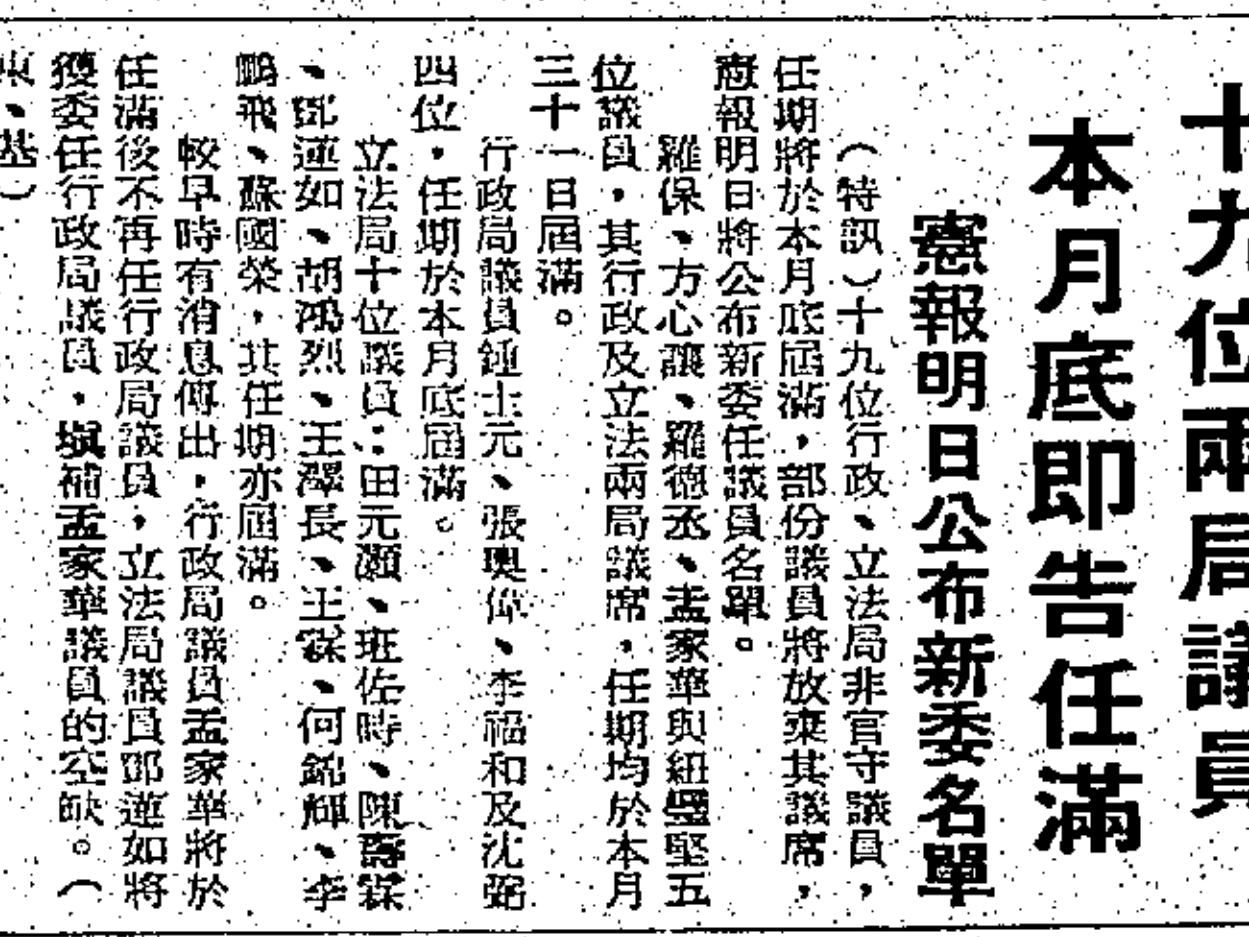 十九位兩局議員
本月底即告任滿
憲報明日公布新委名單
（特訊）十九位行政、立法局非官守議員，
任期將於本月底屆滿，部份議員將放棄其議席，
憲報明日將公布新委任議員名單。
羅保、方心讓、羅德丞、孟家華與紐璧堅五
位議員，其行政及立法兩局議席，任期均於本月
三十一日屆滿。
行政局議員鍾士元、張奧偉、李福和及沈弼
四位，任期於本月底屆滿。
立法局十位議員：田元灝、班佐時、陳壽霖
、鄧蓮如、胡鴻烈、王澤長、王霖、何錦輝、李
鵬飛、蘇國榮，其任期亦屆滿。
較早時有消息傳出，行政局議員孟家華將於
任滿後不再任行政局議員，立法局議員鄧蓮如將
獲委任行政局議員，塡補孟家華議員的空缺。（
東、基）